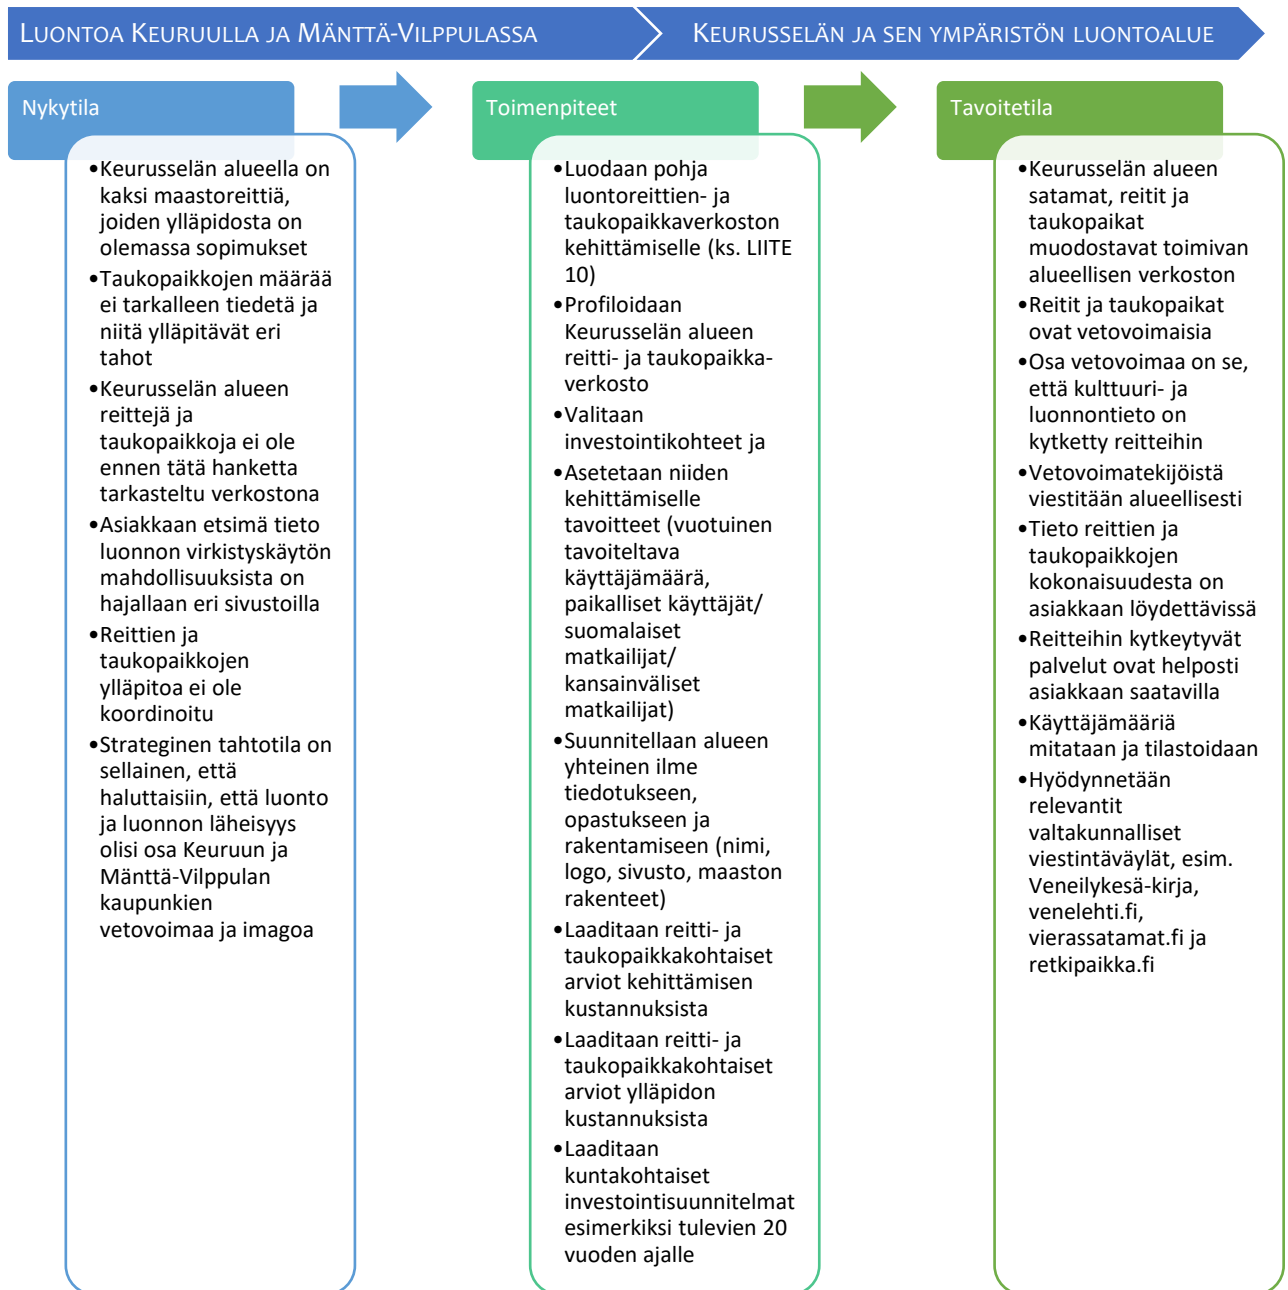 LUONTOA KEURUULLA JA MÄNTTÄ-VILPPULASSA
KEURUSSELÄN JA SEN YMPÄRISTÖN LUONTOALUE
Nykytila
•Keurusselän alueella on
kaksi maastoreittiä,
joiden ylläpidosta on
olemassa sopimukset
•Taukopaikkojen määrää
ei tarkalleen tiedetä ja
niitä ylläpitävät eri
tahot
•Keurusselän alueen
reittejä ja
taukopaikkoja ei ole
ennen tätä hanketta
tarkasteltu verkostona
•Asiakkaan etsimä tieto
luonnon virkistyskäytön
mahdollisuuksista on
hajallaan eri sivustoilla
•Reittien ja
taukopaikkojen
ylläpitoa ei ole
koordinoitu
•Strateginen tahtotila on
sellainen, että
haluttaisiin, että luonto
ja luonnon läheisyys
olisi osa Keuruun ja
Mänttä-Vilppulan
kaupunkien
vetovoimaa ja imagoa
Toimenpiteet
•Luodaan pohja
luontoreittien- ja
taukopaikkaverkoston
kehittämiselle (ks. LIITE
10)
•Profiloidaan
Keurusselän alueen
reitti- ja taukopaikka-
verkosto
•Valitaan
investointikohteet ja
•Asetetaan niiden
kehittämiselle
tavoitteet (vuotuinen
tavoiteltava
käyttäjämäärä,
paikalliset käyttäjät/
suomalaiset
matkailijat/
kansainväliset
matkailijat)
•Suunnitellaan alueen
yhteinen ilme
tiedotukseen,
opastukseen ja
rakentamiseen (nimi,
logo, sivusto, maaston
rakenteet)
•Laaditaan reitti- ja
taukopaikkakohtaiset
arviot kehittämisen
kustannuksista
•Laaditaan reitti- ja
taukopaikkakohtaiset
arviot ylläpidon
kustannuksista
•Laaditaan
kuntakohtaiset
investointisuunnitelmat
esimerkiksi tulevien 20
vuoden ajalle
Tavoitetila
•Keurusselän alueen
satamat, reitit ja
taukopaikat
muodostavat toimivan
alueellisen verkoston
•Reitit ja taukopaikat
ovat vetovoimaisia
•Osa vetovoimaa on se,
että kulttuuri- ja
luonnontieto on
kytketty reitteihin
•Vetovoimatekijöistä
viestitään alueellisesti
•Tieto reittien ja
taukopaikkojen
kokonaisuudesta on
asiakkaan löydettävissä
•Reitteihin kytkeytyvät
palvelut ovat helposti
asiakkaan saatavilla
•Käyttäjämääriä
mitataan ja tilastoidaan
•Hyödynnetään
relevantit
valtakunnalliset
viestintäväylät, esim.
Veneilykesä-kirja,
venelehti.fi,
vierassatamat.fi ja
retkipaikka.fi